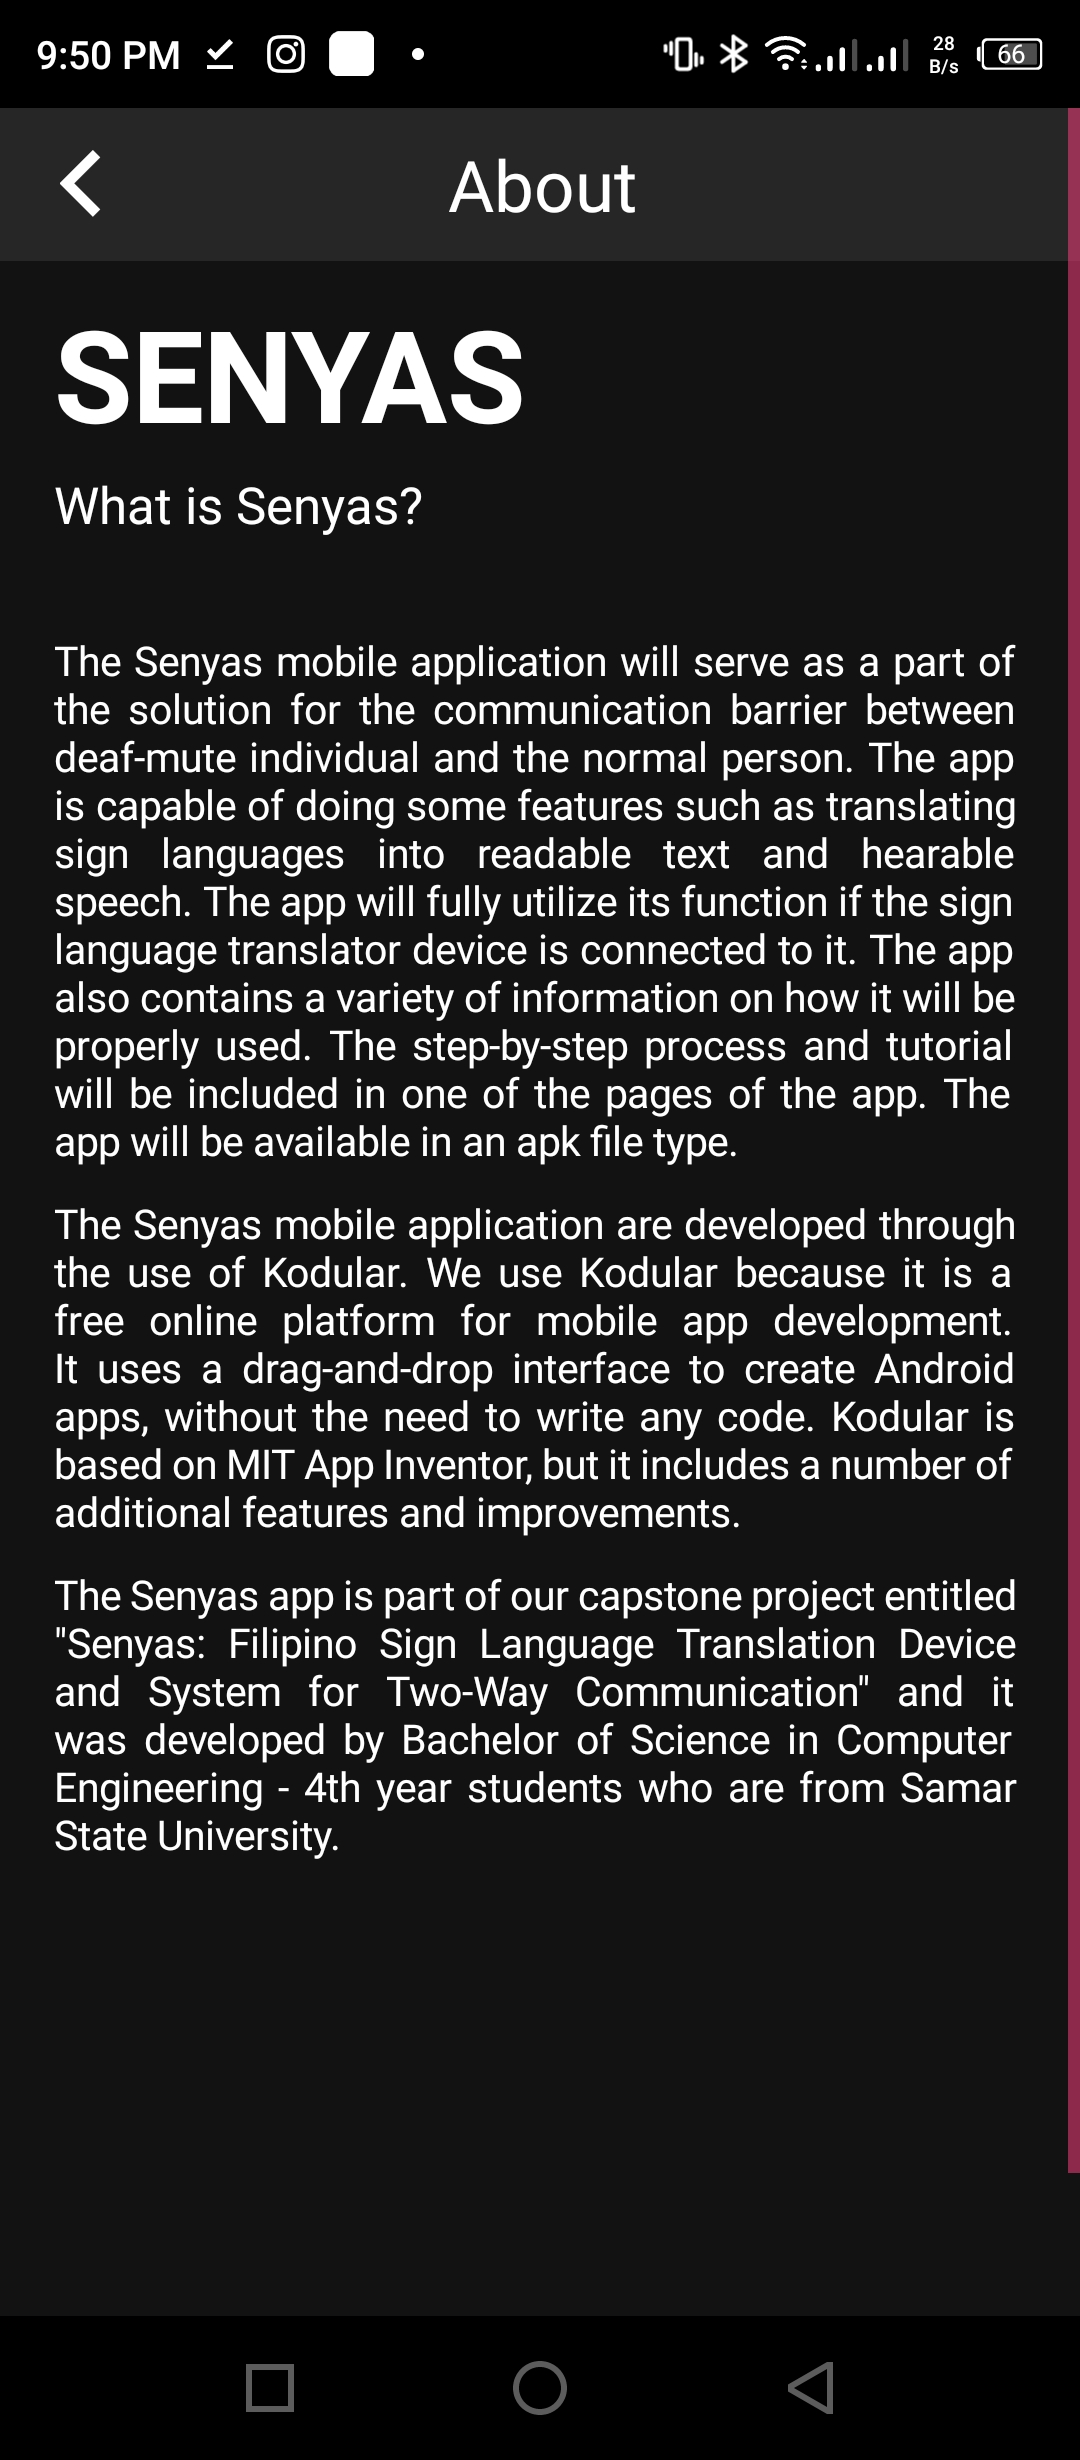 9:50 PM
28
B/s
66
About
SENYAS
What is Senyas?
The Senyas mobile application will serve as a part of
the solution for the communication barrier between
deaf-mute individual and the normal person. The app
is capable of doing some features such as translating
sign languages into readable text and hearable
speech. The app will fully utilize its function if the sign
language translator device is connected to it. The app
also contains a variety of information on how it will be
properly used. The step-by-step process and tutorial
will be included in one of the pages of the app. The
app will be available in an apk file type.
The Senyas mobile application are developed through
the use of Kodular. We use Kodular because it is a
free online platform for mobile app development.
It uses a drag-and-drop interface to create Android
apps, without the need to write any code. Kodular is
based on MIT App Inventor, but it includes a number of
additional features and improvements.
The Senyas app is part of our capstone project entitled
"Senyas: Filipino Sign Language Translation Device
and System for Two-Way Communication" and it
was developed by Bachelor of Science in Computer
Engineering - 4th year students who are from Samar
State University.